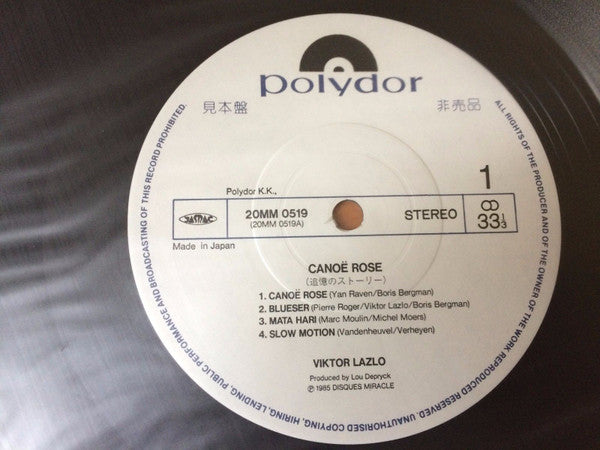 polydor
見本盤
非売品
Polydor K.K.,
1
JASRAC
20MM 0519
(20MM 0519A)
STEREO
33⅓
Made in Japan
CANOË ROSE
(追憶のストーリー)
1. CANOË ROSE (Yan Raven/Boris Bergman)
2. BLUESER (Pierre Roger/Viktor Lazlo/Boris Bergman)
3. MATA HARI (Marc Moulin/Michel Moers)
4. SLOW MOTION (Vandenheuvel/Verheyen)
VIKTOR LAZLO
Produced by Lou Depryck
℗ 1985 DISQUES MIRACLE
ALL RIGHTS OF THE PRODUCER AND OF THE OWNER OF THE WORK REPRODUCED RESERVED. UNAUTHORISED COPYING, HIRING, LENDING, PUBLIC PERFORMANCE AND BROADCASTING OF THIS RECORD PROHIBITED.